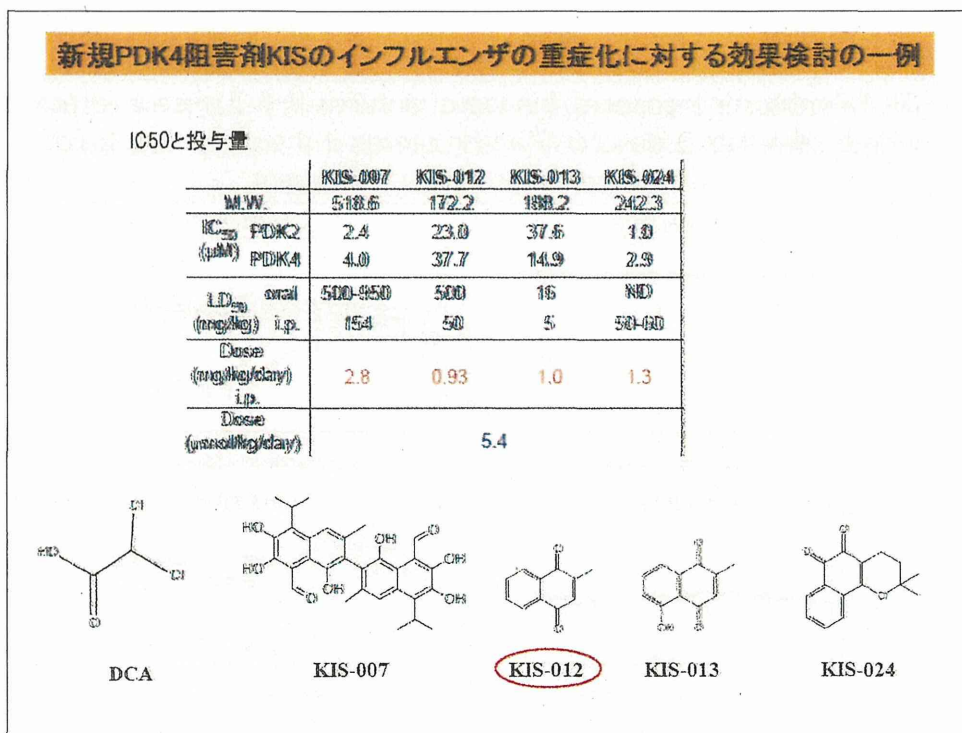 新規PDK4阻害剤KISのインフルエンザの重症化に対する効果検討の一例
IC50と投与量
KIS-007 KIS-012 KIS-013 KIS-024
M.W. 518.6 172.2 188.2 242.3
IC50 (μM) PDK2 2.4 23.0 37.6 1.0
PDK4 4.0 37.7 14.9 2.9
LD50 (mg/kg) oral 500-950 500 16 ND
i.p. 154 50 5 50-60
Dose (mg/kg/day) i.p. 2.8 0.93 1.0 1.3
Dose (μmol/kg/day) 5.4
Cl
HO
Cl
O
HO
HO
OH
O
OH
O
OH
OH
O
O
O
OH
O
O
O
O
DCA KIS-007 KIS-012 KIS-013 KIS-024